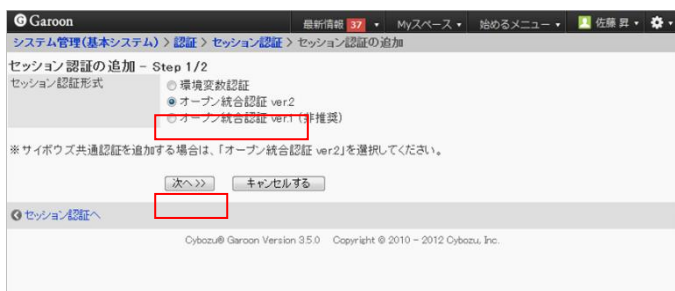 Garoon 最新情報 37 Myスペース 始めるメニュー 佐藤 昇
システム管理(基本システム) > 認証 > セッション認証 > セッション認証の追加
セッション認証の追加 - Step 1/2
セッション認証形式
環境変数認証
オープン統合認証 ver.2
オープン統合認証 ver.1 (非推奨)
※サイボウズ共通認証を追加する場合は、「オープン統合認証 ver.2」を選択してください。
次へ>> キャンセルする
セッション認証へ
Cybozu® Garoon Version 3.5.0 Copyright © 2010 - 2012 Cybozu, Inc.